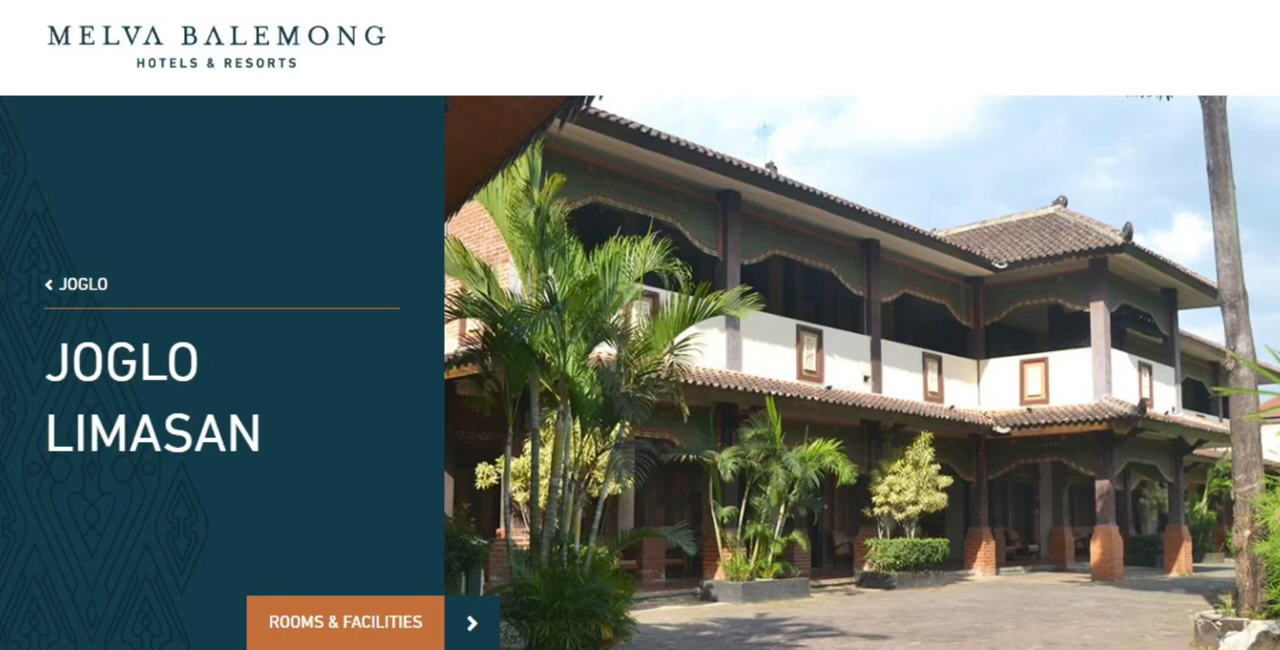 MELVA BALEMONG
HOTELS & RESORTS
JOGLO
JOGLO
LIMASAN
ROOMS & FACILITIES